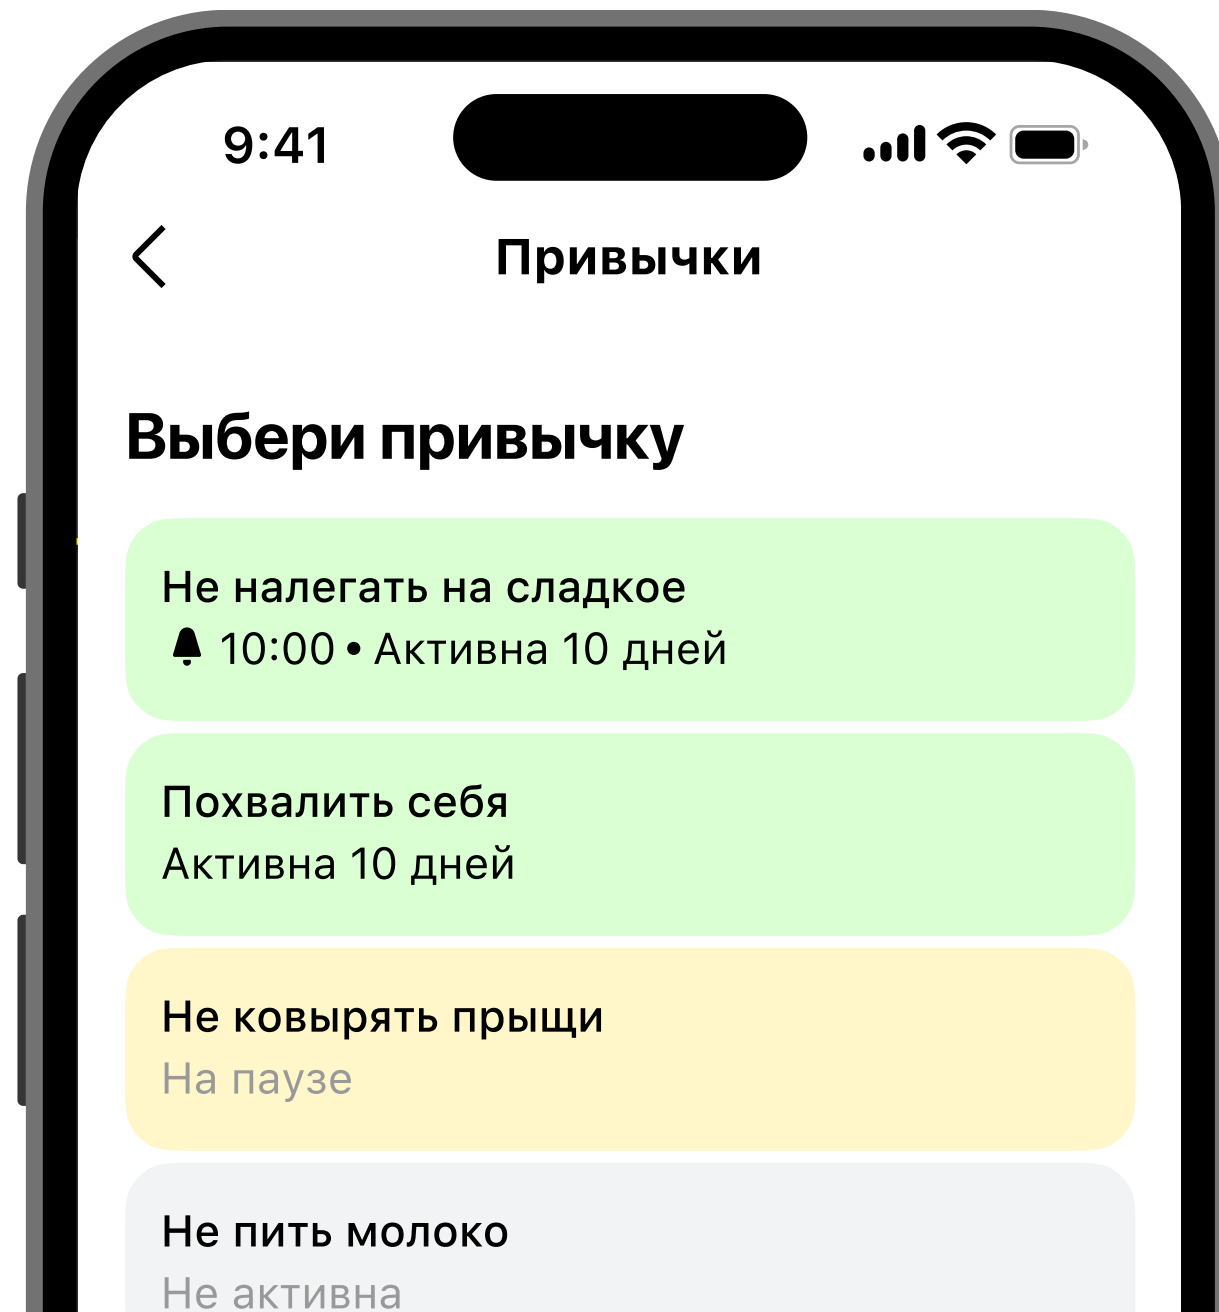 9:41
Привычки
Выбери привычку
Не налегать на сладкое
10:00 • Активна 10 дней
Похвалить себя
Активна 10 дней
Не ковырять прыщи
На паузе
Не пить молоко
Не активна